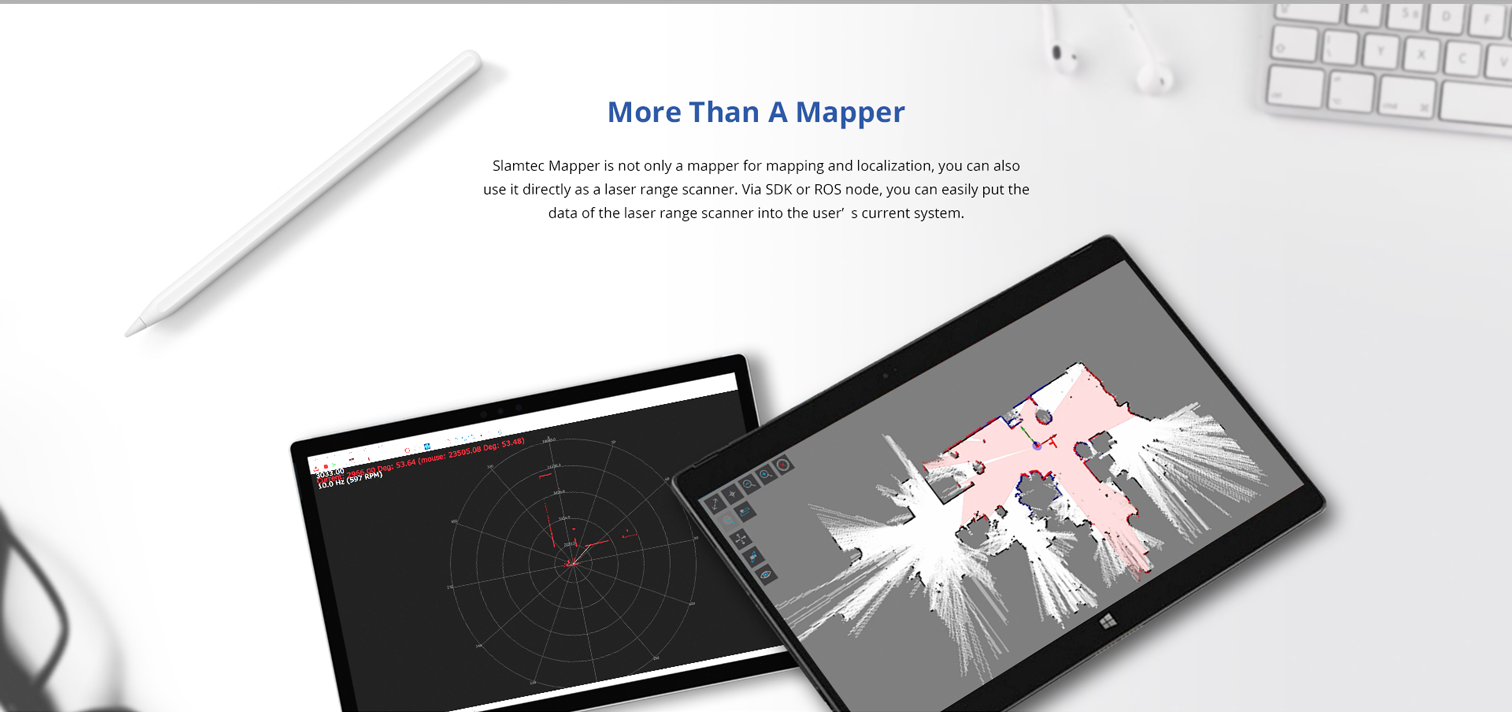 More Than A Mapper
Slamtec Mapper is not only a mapper for mapping and localization, you can also
use it directly as a laser range scanner. Via SDK or ROS node, you can easily put the
data of the laser range scanner into the user’ s current system.
A S D F
Y X C V
cmd ⌘
Deg: 53.64 (mouse: 23505.08 Deg: 53.48)
10.0 Hz (597 RPM)